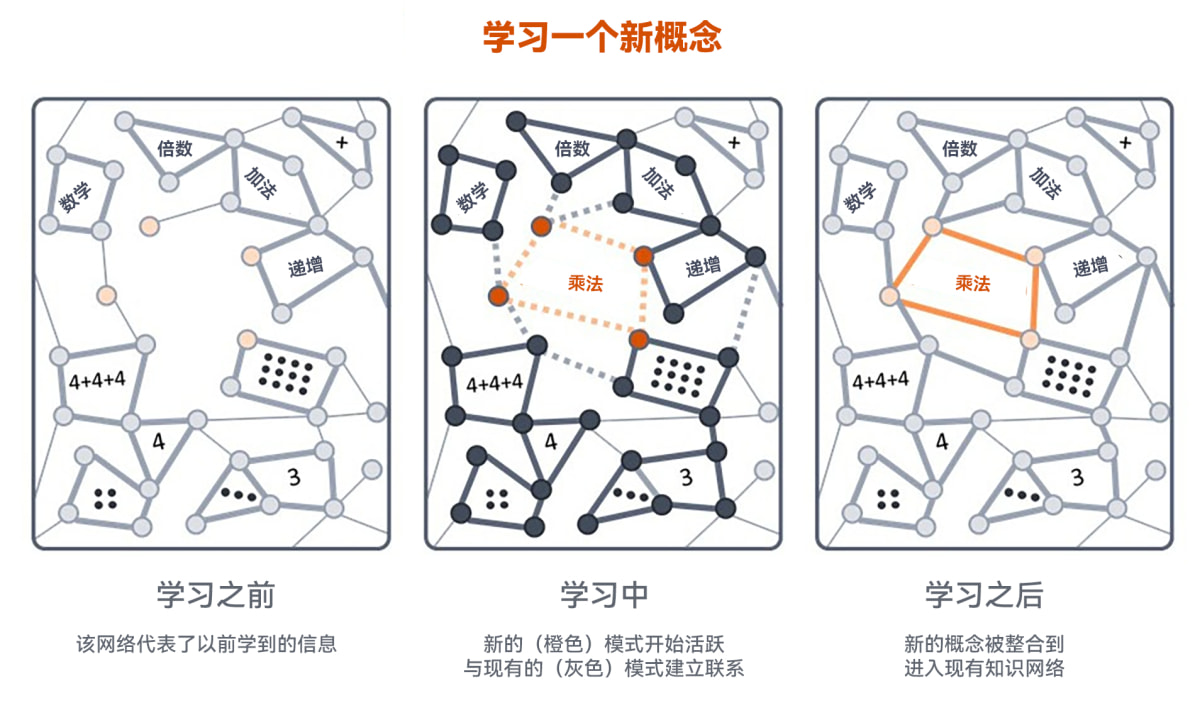 学习一个新概念
倍数
+
数学
加法
递增
4+4+4
4
3
倍数
+
数学
加法
递增
乘法
4+4+4
4
3
倍数
+
数学
加法
递增
乘法
4+4+4
4
3
学习之前
该网络代表了以前学到的信息
学习中
新的（橙色）模式开始活跃
与现有的（灰色）模式建立联系
学习之后
新的概念被整合到
进入现有知识网络